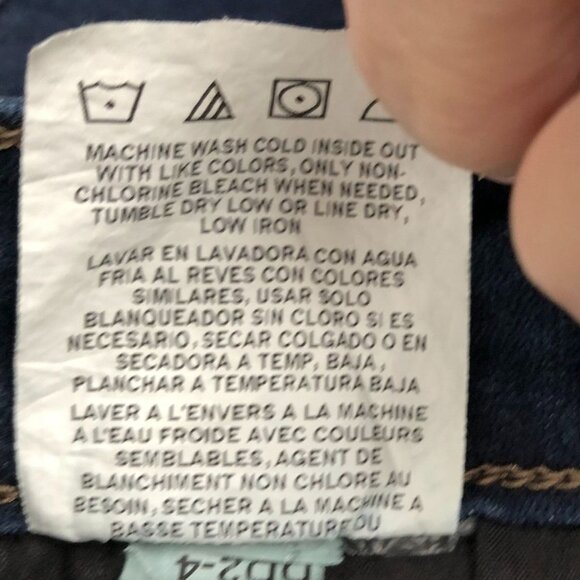 MACHINE WASH COLD INSIDE OUT
WITH LIKE COLORS, ONLY NON-
CHLORINE BLEACH WHEN NEEDED,
TUMBLE DRY LOW OR LINE DRY,
LOW IRON
LAVAR EN LAVADORA CON AGUA
FRIA AL REVES CON COLORES
SIMILARES, USAR SOLO
BLANQUEADOR SIN CLORO SI ES
NECESARIO, SECAR COLGADO O EN
SECADORA A TEMP, BAJA,
PLANCHAR A TEMPERATURA BAJA
LAVER A L'ENVERS A LA MACHINE
A L'EAU FROIDE AVEC COULEURS
SEMBLABLES, AGENT DE
BLANCHIMENT NON CHLORE AU
BESOIN, SECHER A LA MACHINE A
BASSE TEMPERATURE OU